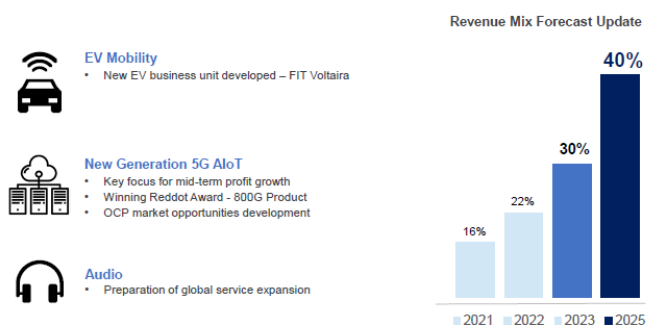 Revenue Mix Forecast Update
EV Mobility
• New EV business unit developed – FIT Voltaira
New Generation 5G AIoT
• Key focus for mid-term profit growth
• Winning Reddot Award - 800G Product
• OCP market opportunities development
Audio
• Preparation of global service expansion
16%
22%
30%
40%
2021
2022
2023
2025